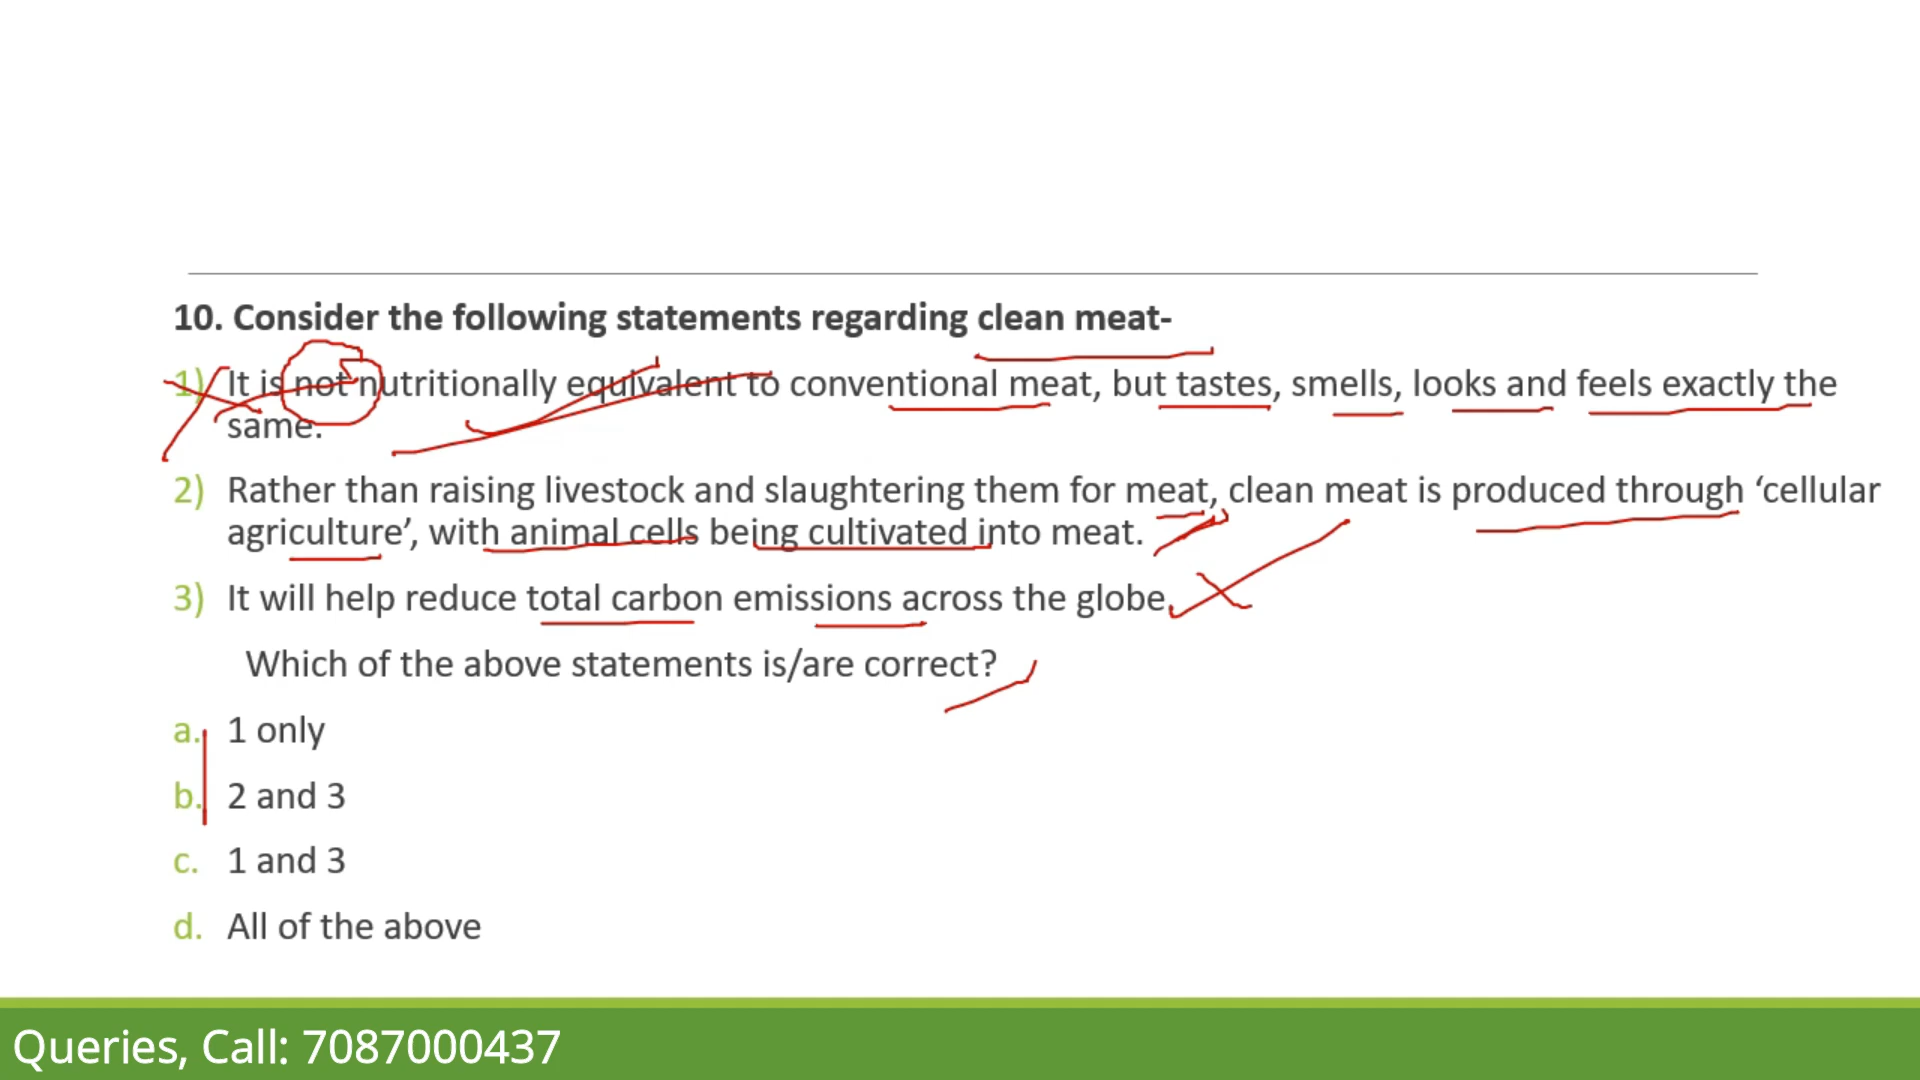 10. Consider the following statements regarding clean meat-
1) It is not nutritionally equivalent to conventional meat, but tastes, smells, looks and feels exactly the
same.
2) Rather than raising livestock and slaughtering them for meat, clean meat is produced through ‘cellular
agriculture’, with animal cells being cultivated into meat.
3) It will help reduce total carbon emissions across the globe.
Which of the above statements is/are correct?
a. 1 only
b. 2 and 3
c. 1 and 3
d. All of the above
Queries, Call: 7087000437